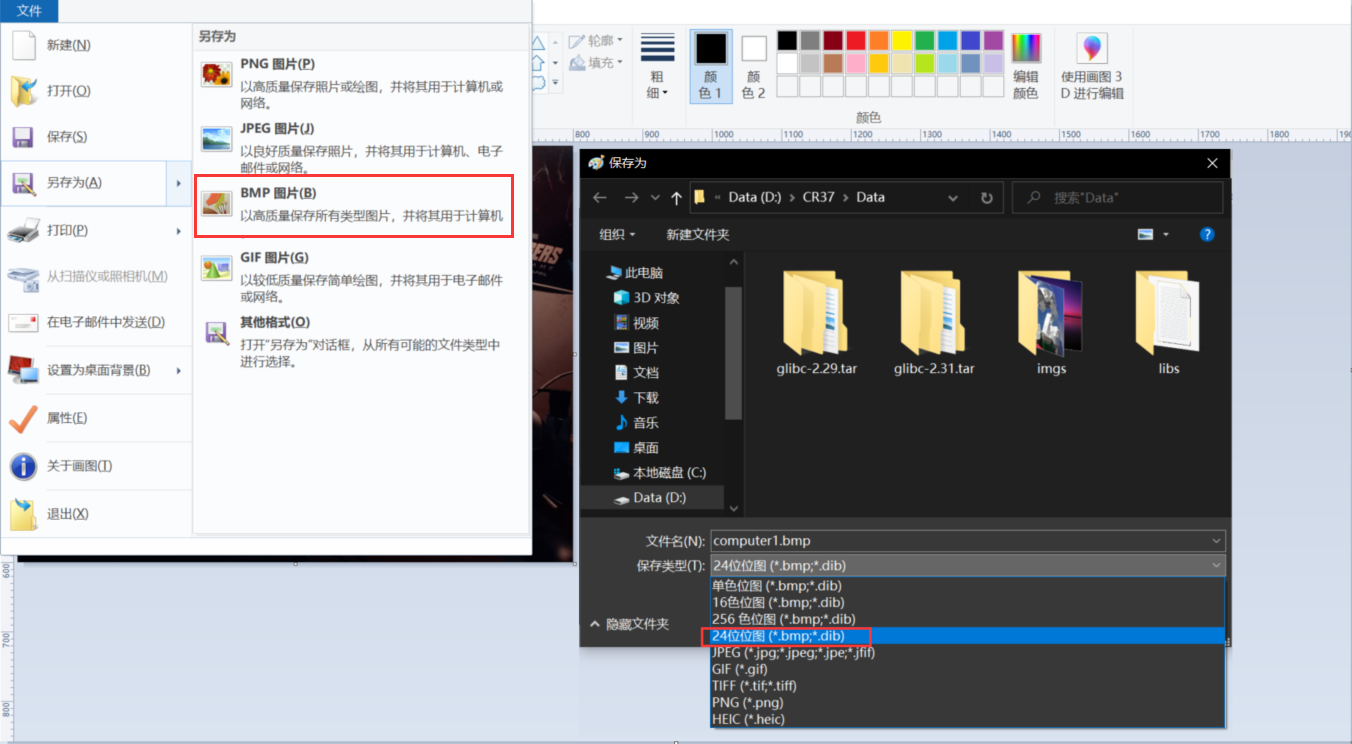 文件
新建(N)
打开(O)
保存(S)
另存为(A)
打印(P)
从扫描仪或照相机(M)
在电子邮件中发送(D)
设置为桌面背景(B)
属性(E)
关于画图(T)
退出(X)
另存为
PNG 图片(P)
以高质量保存照片或绘图，并将其用于计算机或
网络。
JPEG 图片(J)
以良好质量保存照片，并将其用于计算机、电子
邮件或网络。
BMP 图片(B)
以高质量保存所有类型图片，并将其用于计算机
GIF 图片(G)
以较低质量保存简单绘图，并将其用于电子邮件
或网络。
其他格式(O)
打开“另存为”对话框，从所有可能的文件类型中
进行选择。
轮廓
填充
粗
细
颜
色 1
颜
色 2
编辑
颜色
使用画图 3
D 进行编辑
颜色
800 900 1000 1100 1200 1300 1400 1500 1600 1700 1800 190
600
700
800
保存为
« Data (D:) > CR37 > Data
搜索"Data"
组织
新建文件夹
此电脑
3D 对象
视频
图片
文档
下载
音乐
桌面
本地磁盘 (C:)
Data (D:)
glibc-2.29.tar
glibc-2.31.tar
imgs
libs
文件名(N): computer1.bmp
保存类型(T): 24位位图 (*.bmp;*.dib)
单色位图 (*.bmp;*.dib)
16色位图 (*.bmp;*.dib)
256 色位图 (*.bmp;*.dib)
24位位图 (*.bmp;*.dib)
JPEG (*.jpg;*.jpeg;*.jpe;*.jfif)
GIF (*.gif)
TIFF (*.tif;*.tiff)
PNG (*.png)
HEIC (*.heic)
隐藏文件夹